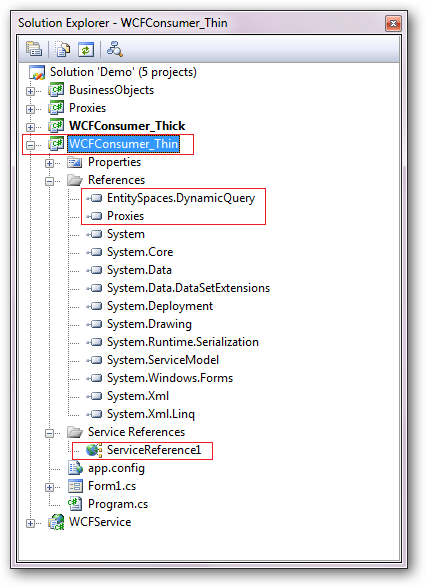 Solution Explorer - WCFConsumer_Thin
Solution 'Demo' (5 projects)
BusinessObjects
Proxies
WCFConsumer_Thick
WCFConsumer_Thin
Properties
References
EntitySpaces.DynamicQuery
Proxies
System
System.Core
System.Data
System.Data.DataSetExtensions
System.Deployment
System.Drawing
System.Runtime.Serialization
System.ServiceModel
System.Windows.Forms
System.Xml
System.Xml.Linq
Service References
ServiceReference1
app.config
Form1.cs
Program.cs
WCFService